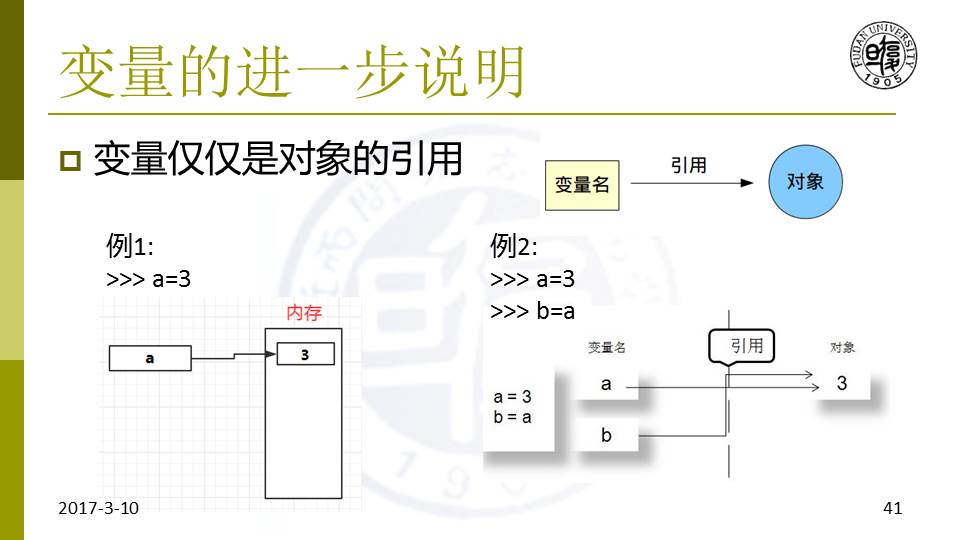 变量的进一步说明
FUDAN UNIVERSITY
1905
变量仅仅是对象的引用
变量名
引用
对象
例1:
>>> a=3
内存
a
3
例2:
>>> a=3
>>> b=a
变量名
引用
对象
a = 3
b = a
a
3
b
2017-3-10
41